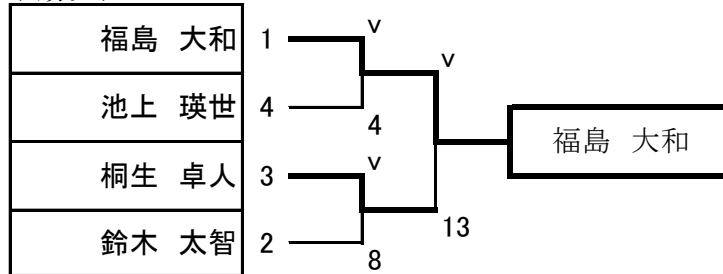 福島 大和 1 v
v
池上 瑛世 4 4
福島 大和
桐生 卓人 3 v
13
鈴木 太智 2 8